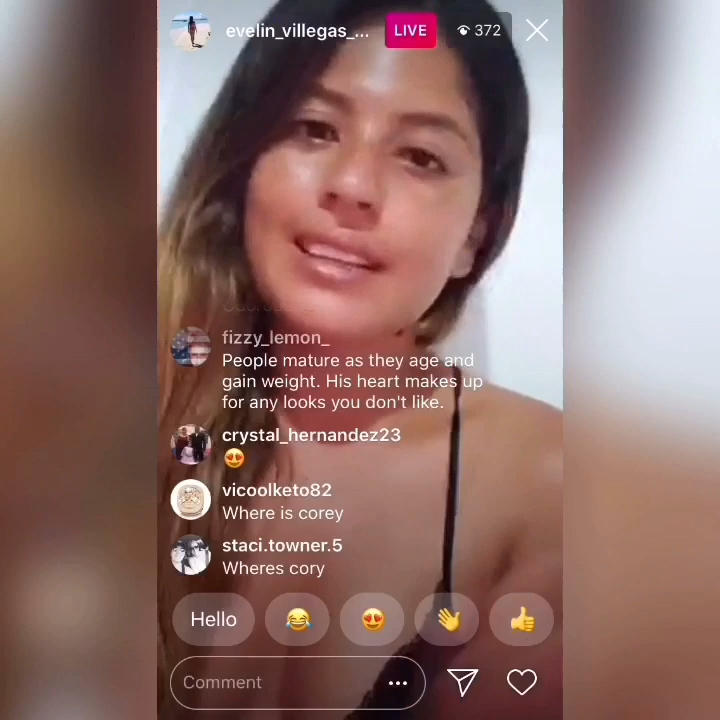 evelin_villegas_...
LIVE
372
fizzy_lemon_
People mature as they age and
gain weight. His heart makes up
for any looks you don't like.
crystal_hernandez23
😍
vicoolketo82
Where is corey
staci.towner.5
Wheres cory
Hello 😂 😍 👋 👍
Comment